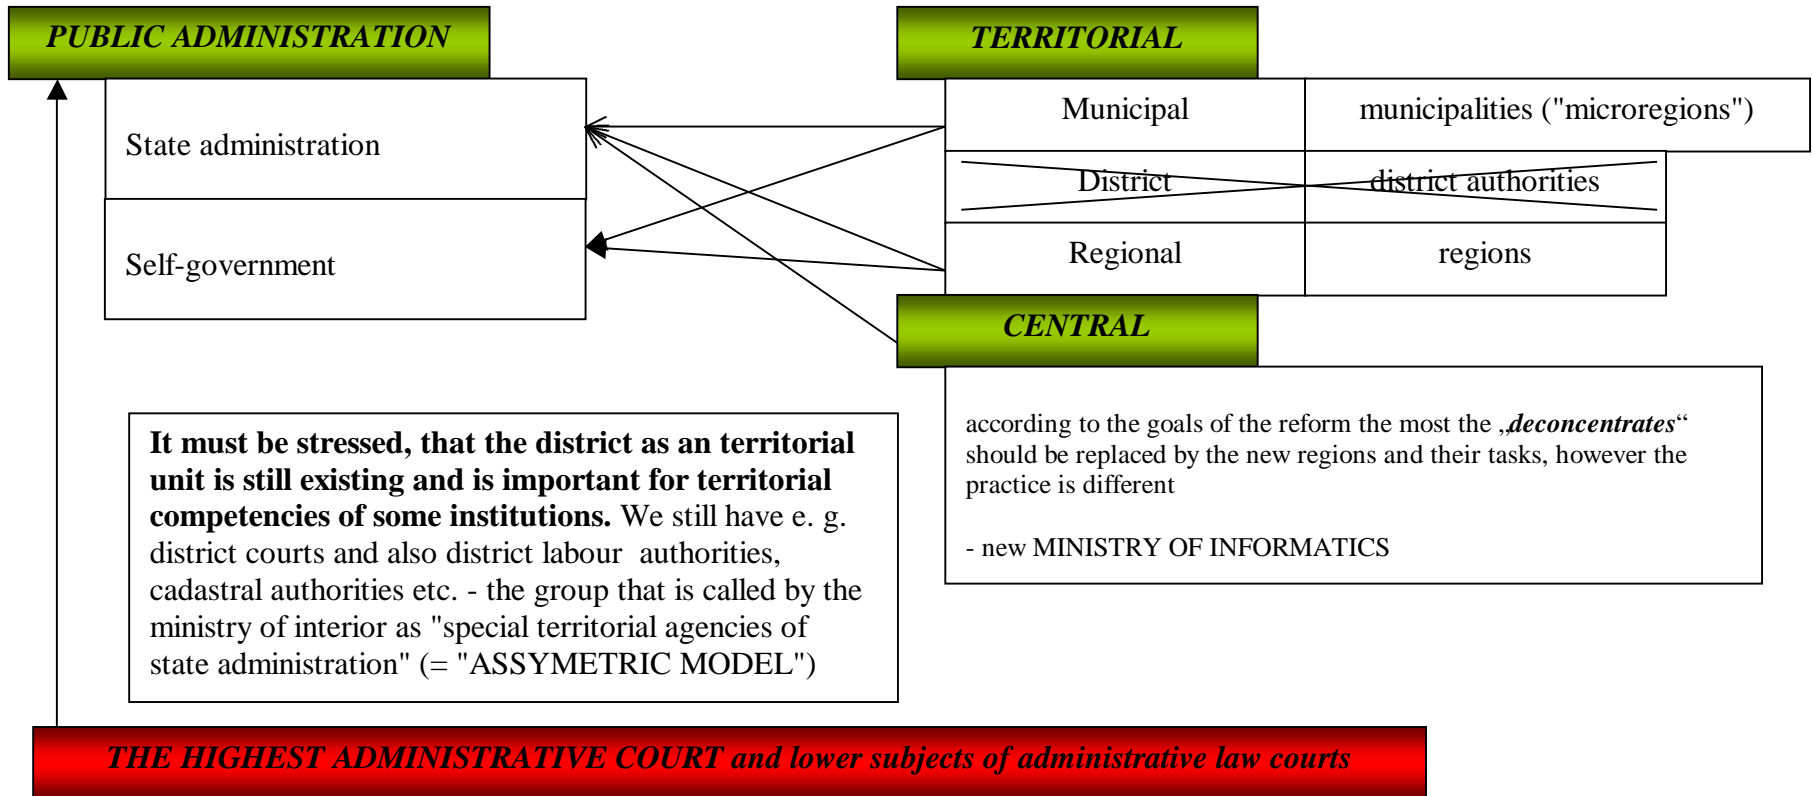 PUBLIC ADMINISTRATION
State administration
Self-government
TERRITORIAL
Municipal municipalities ("microregions")
District district authorities
Regional regions
CENTRAL
according to the goals of the reform the most the „deconcentrates“
should be replaced by the new regions and their tasks, however the
practice is different
- new MINISTRY OF INFORMATICS
It must be stressed, that the district as an territorial
unit is still existing and is important for territorial
competencies of some institutions. We still have e. g.
district courts and also district labour authorities,
cadastral authorities etc. - the group that is called by the
ministry of interior as "special territorial agencies of
state administration" (= "ASSYMETRIC MODEL")
THE HIGHEST ADMINISTRATIVE COURT and lower subjects of administrative law courts